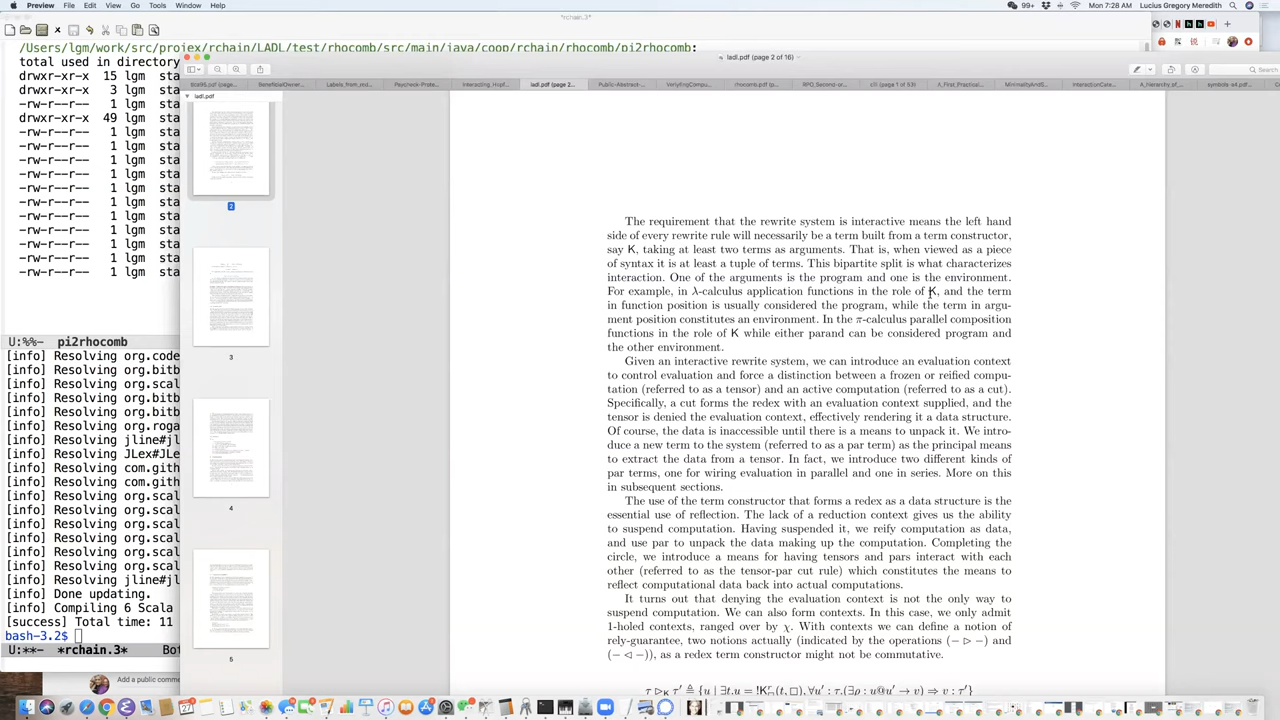 Preview File Edit View Go Tools Window Help
99+ Mon 7:28 AM Lucius Gregory Meredith
*rchain.3*
/Users/lgm/work/src/projex/rchain/LADL/test/rhocomb/src/main/java/com/rchain/rhocomb/pi2rhocomb:
total used in directory
drwxr-xr-x 15 lgm sta
drwxr-xr-x 3 lgm sta
-rw-r--r-- 1 lgm sta
drwxr-xr-x 49 lgm sta
-rw-r--r-- 1 lgm sta
-rw-r--r-- 1 lgm sta
-rw-r--r-- 1 lgm sta
-rw-r--r-- 1 lgm sta
-rw-r--r-- 1 lgm sta
-rw-r--r-- 1 lgm sta
-rw-r--r-- 1 lgm sta
-rw-r--r-- 1 lgm sta
-rw-r--r-- 1 lgm sta
-rw-r--r-- 1 lgm sta
-rw-r--r-- 1 lgm sta
U:%%- pi2rhocomb
[info] Resolving org.code
[info] Resolving org.bitb
[info] Resolving org.scal
[info] Resolving org.bitb
[info] Resolving org.scal
[info] Resolving org.roga
[info] Resolving jline#jl
[info] Resolving JLex#JLe
[info] Resolving com.gith
[info] Resolving com.gith
[info] Resolving org.scal
[info] Resolving org.scal
[info] Resolving org.scal
[info] Resolving org.scal
[info] Resolving org.scal
[info] Resolving org.scal
[info] Resolving jline#jl
[info] Done updating.
[info] Compiling 6 Scala
[success] Total time: 11
bash-3.2$
U:**- *rchain.3* Bot
Add a public comme
ladl.pdf (page 2 of 16)
Search
ladl.pdf (page 2...
ladl.pdf
2
3
4
5
The requirement that the rewrite system is interactive means the left hand
side of every rewrite rule will necessarily be a term built from a term constructor,
say K, taking at least two terms as arguments. That is, when viewed as a piece
of syntax it is at least a tuple of terms. This bipartite split is what characterizes
interaction. One of the arguments is the program and one is the environment.
For example, in λ-calculus application functions in the role of K, and the term
in function position is usually considered the program, while the term in argu-
ment position constitutes an environment. In the π-calculus parallel composition
functions in the role of K while either parand can be considered program and
the other environment.
Given an interactive rewrite system, we can introduce an evaluation context
to control evaluation and force a distinction between a frozen or reified compu-
tation (referred to as a tensor) and an active computation (referred to as a cut).
Specifically, a cut forms the redex with an evaluation context supplied, and the
tensor is denied the evaluation context, effectively rendering it a data structure.
Of course, the data is inaccessible until there is a means to unpack it. We intro-
duce a new term to the system (referred to as a par term) as the principal means
to extract the data from a tensor. In fact, we introduce two different kinds of
par terms, one for wiring evaluation in parallel and one in series. More on this
in subsequent sections.
The use of the term constructor that forms a redex as a data structure is the
essential use of reflection. The lack of a reduction context gives us the ability
to suspend computation. Having suspended it, we reify computation as data,
and use par to unpack the data making up the computation. Completing the
circle, we introduce a means for having tensors and pars interact with each
other (referred to as the tensor-par cut rule) which constitutes the means to
reflect computational data back into actual computations.
It turns out that denying the evaluation context is not the only way to
suspend computation. We can also form contexts. In this case, we only admit
1-holed contexts, ranged over by χ. With contexts we can define a notion of
rely-guarantee, two notions actually (indicated by the operations (− ▷ −) and
(− ◁ −)), as a redex term constructor might not be commutative.